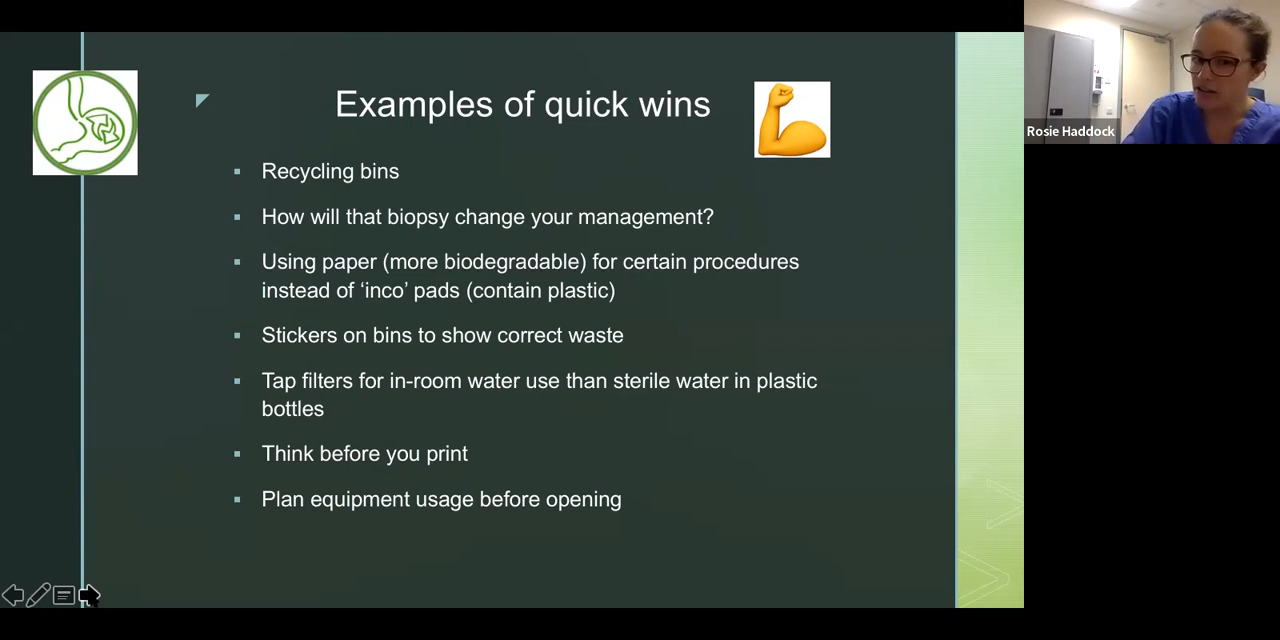 Examples of quick wins
Recycling bins
How will that biopsy change your management?
Using paper (more biodegradable) for certain procedures
instead of ‘inco’ pads (contain plastic)
Stickers on bins to show correct waste
Tap filters for in-room water use than sterile water in plastic
bottles
Think before you print
Plan equipment usage before opening
Rosie Haddock